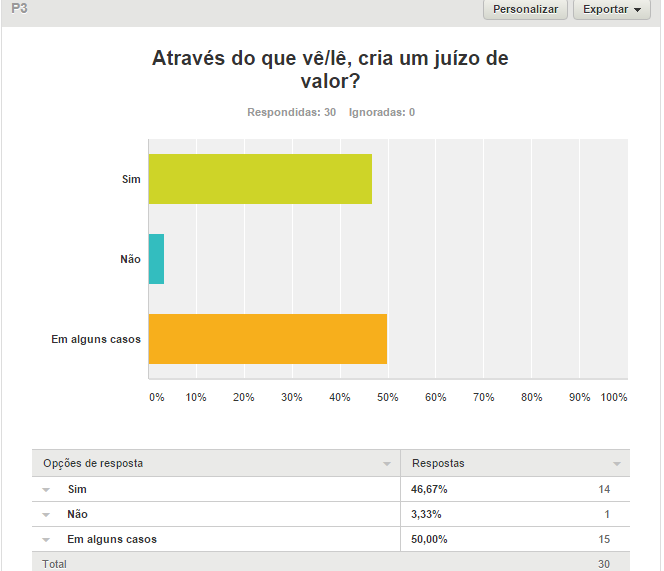 P3
Personalizar
Exportar
Através do que vê/lê, cria um juízo de
valor?
Respondidas: 30 Ignoradas: 0
Sim
Não
Em alguns casos
0% 10% 20% 30% 40% 50% 60% 70% 80% 90% 100%
Opções de resposta Respostas
Sim 46,67% 14
Não 3,33% 1
Em alguns casos 50,00% 15
Total 30